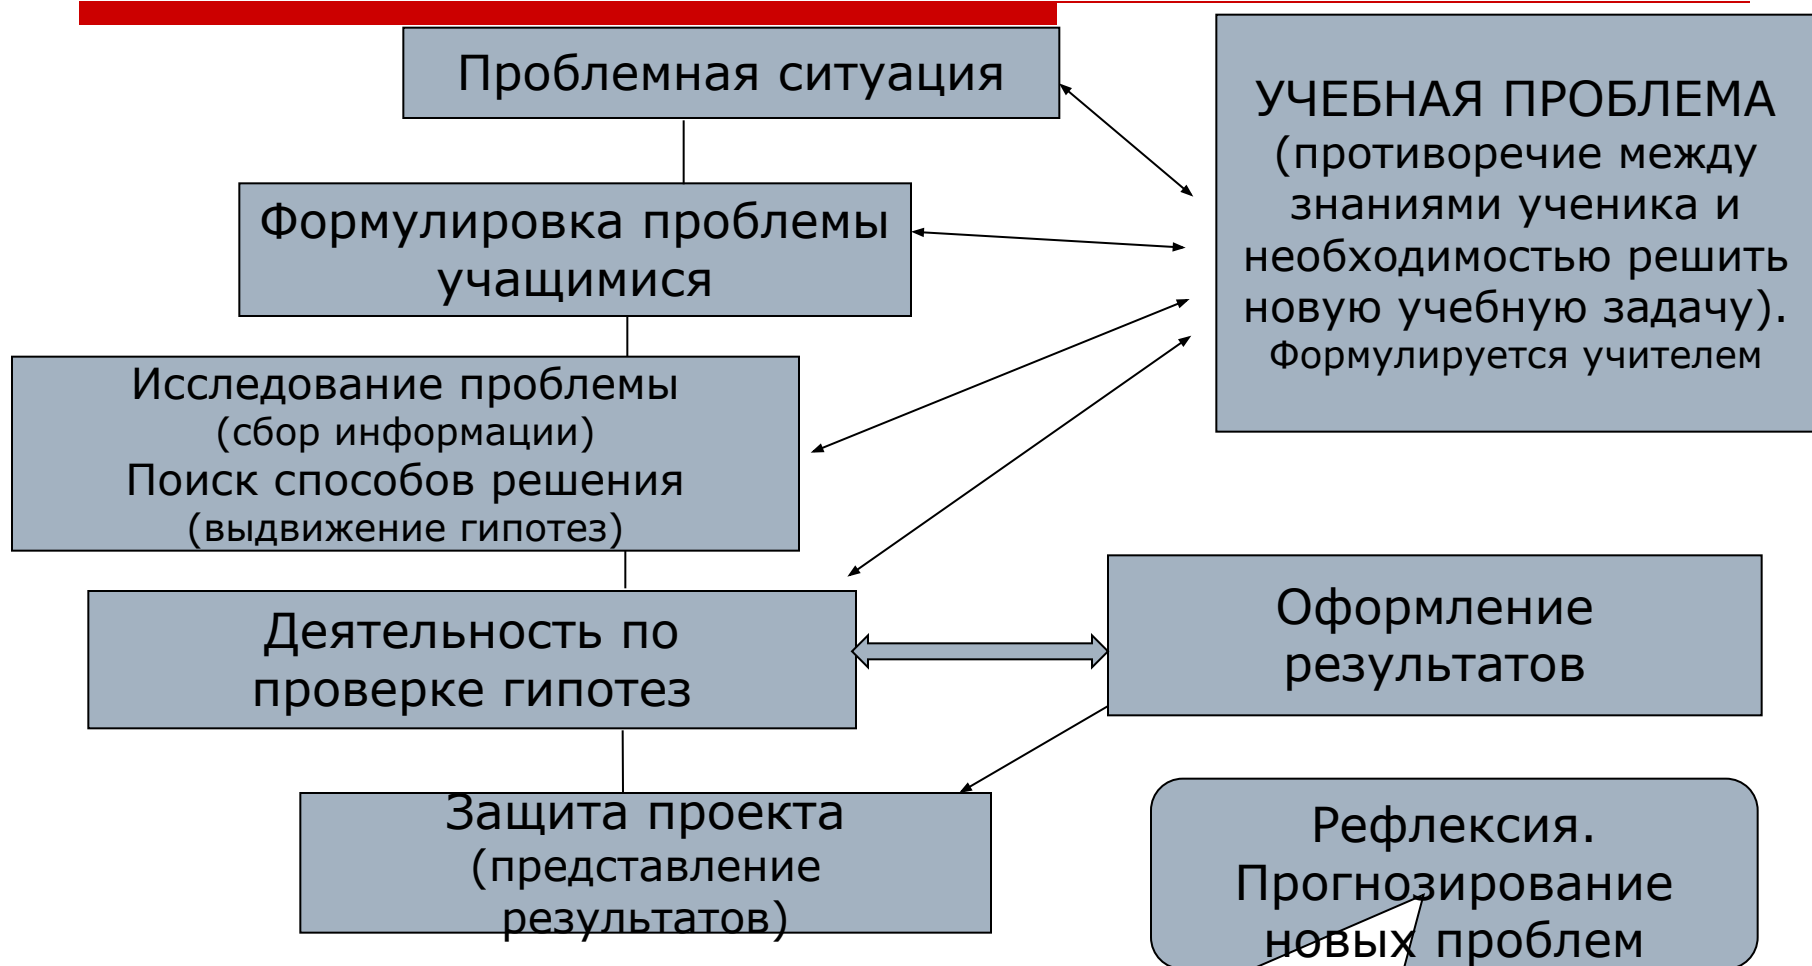 Проблемная ситуация
УЧЕБНАЯ ПРОБЛЕМА
(противоречие между
знаниями ученика и
необходимостью решить
новую учебную задачу).
Формулируется учителем
Формулировка проблемы
учащимися
Исследование проблемы
(сбор информации)
Поиск способов решения
(выдвижение гипотез)
Деятельность по
проверке гипотез
Оформление
результатов
Защита проекта
(представление
результатов)
Рефлексия.
Прогнозирование
новых проблем